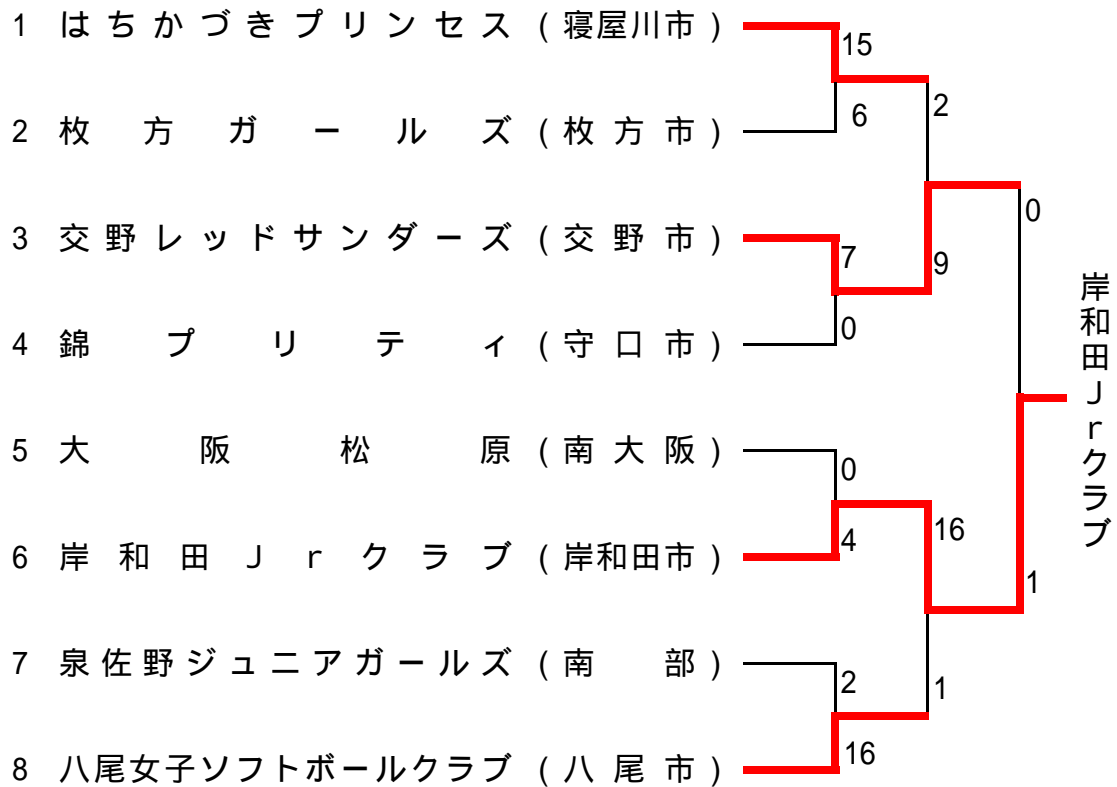 1 はちかづきプリンセス (寝屋川市)
15
2 枚方ガールズ (枚方市)
6
2
3 交野レッドサンダーズ (交野市)
7
9
0
4 錦プリティ (守口市)
0
岸和田Jrクラブ
5 大阪松原 (南大阪)
0
6 岸和田Jrクラブ (岸和田市)
4
16
1
7 泉佐野ジュニアガールズ (南部)
2
1
8 八尾女子ソフトボールクラブ (八尾市)
16